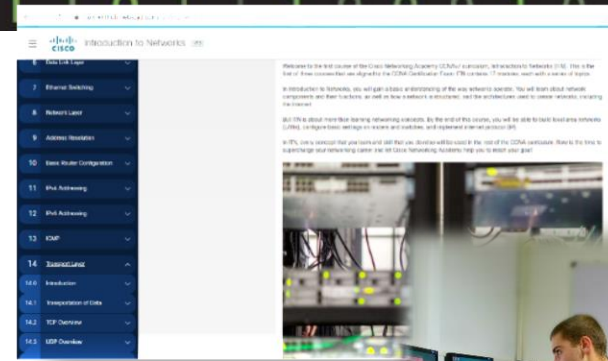 CISCO Introduction to Networks
6 Data Link Layer
7 Ethernet Switching
8 Network Layer
9 Address Resolution
10 Basic Router Configuration
11 IPv4 Addressing
12 IPv6 Addressing
13 ICMP
14 Transport Layer
14.0 Introduction
14.1 Transportation of Data
14.2 TCP Overview
14.3 UDP Overview
Welcome to the first course of the Cisco Networking Academy CCNAv7 curriculum, Introduction to Networks (ITN). This is the
first of three courses that are aligned to the CCNA Certification Exam. ITN contains 17 modules, each with a series of topics.
In Introduction to Networks, you will gain a basic understanding of the way networks operate. You will learn about network
components and their functions, as well as how a network is structured, and the architectures used to create networks, including
the internet.
But ITN is about more than learning networking concepts. By the end of this course, you will be able to build local area networks
(LANs), configure basic settings on routers and switches, and implement internet protocol (IP).
In ITN, every concept that you learn and skill that you develop will be used in the rest of the CCNA curriculum. Now is the time to
supercharge your networking career and let Cisco Networking Academy help you to reach your goal!